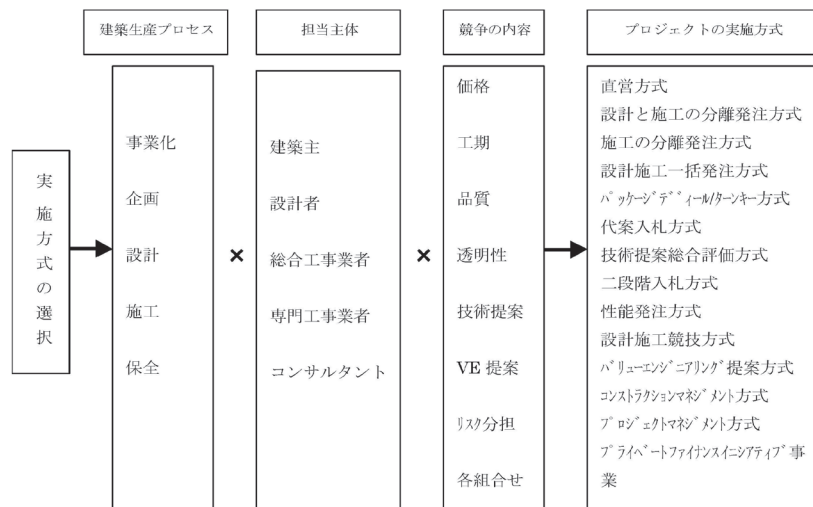 建築生産プロセス
担当主体
競争の内容
プロジェクトの実施方式
実施方式の選択
事業化
企画
設計
施工
保全
×
建築主
設計者
総合工事業者
専門工事業者
コンサルタント
×
価格
工期
品質
透明性
技術提案
VE 提案
ﾘｽｸ分担
各組合せ
直営方式
設計と施工の分離発注方式
施工の分離発注方式
設計施工一括発注方式
ﾊﾟｯｹｰｼﾞﾃﾞｨｰﾙ/ﾀｰﾝｷｰ方式
代案入札方式
技術提案総合評価方式
二段階入札方式
性能発注方式
設計施工競技方式
ﾊﾞﾘｭｰｴﾝｼﾞﾆｱﾘﾝｸﾞ提案方式
ｺﾝｽﾄﾗｸｼｮﾝﾏﾈｼﾞﾒﾝﾄ方式
ﾌﾟﾛｼﾞｪｸﾄﾏﾈｼﾞﾒﾝﾄ方式
ﾌﾟﾗｲﾍﾞｰﾄﾌｧｲﾅﾝｽｲﾆｼｱﾃｨﾌﾞ事
業